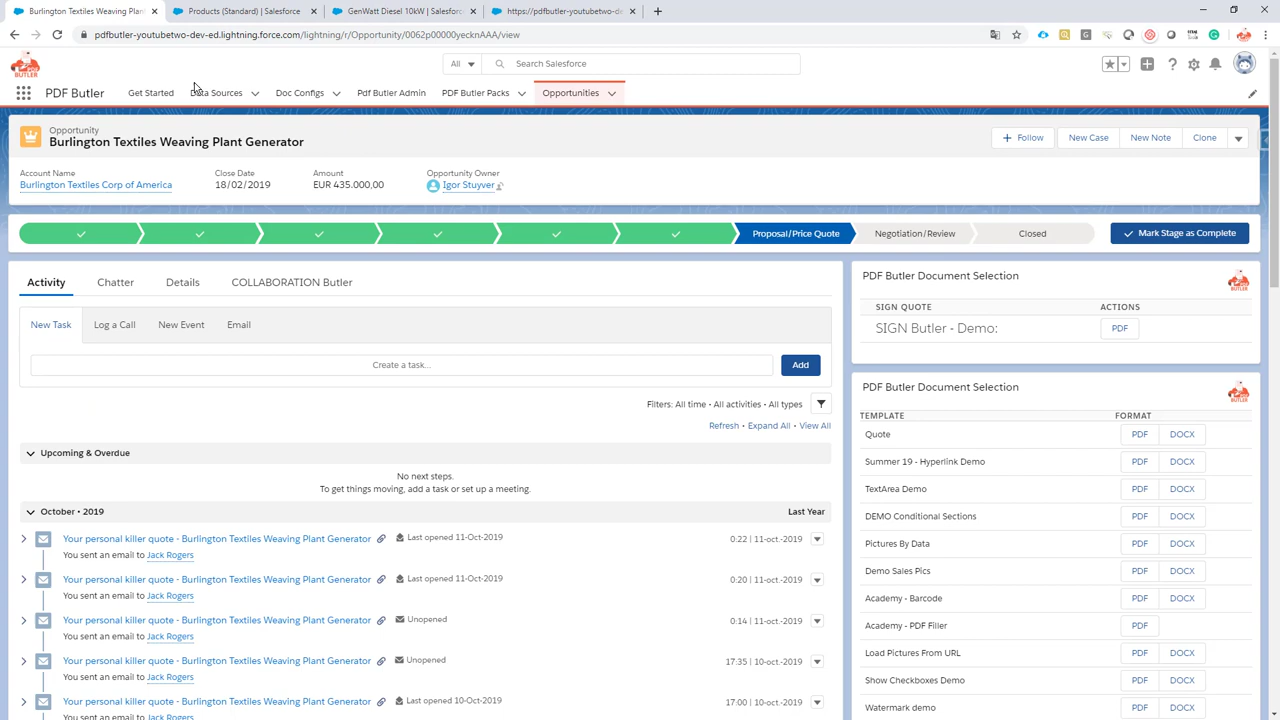 Burlington Textiles Weaving Plant
Products (Standard) | Salesforce
GenWatt Diesel 10kW | Salesforce
https://pdfbutler-youtubetwo-de
pdfbutler-youtubetwo-dev-ed.lightning.force.com/lightning/r/Opportunity/0062p00000yecknAAA/view
BUTLER
All
Search Salesforce
PDF Butler
Get Started
Data Sources
Doc Configs
Pdf Butler Admin
PDF Butler Packs
Opportunities
Opportunity
Burlington Textiles Weaving Plant Generator
+ Follow
New Case
New Note
Clone
Account Name
Close Date
Amount
Opportunity Owner
Burlington Textiles Corp of America
18/02/2019
EUR 435.000,00
Igor Stuyver
Proposal/Price Quote
Negotiation/Review
Closed
Mark Stage as Complete
Activity
Chatter
Details
COLLABORATION Butler
New Task
Log a Call
New Event
Email
Create a task...
Add
Filters: All time • All activities • All types
Refresh • Expand All • View All
Upcoming & Overdue
No next steps.
To get things moving, add a task or set up a meeting.
October • 2019
Last Year
Your personal killer quote - Burlington Textiles Weaving Plant Generator
Last opened 11-Oct-2019
0:22 | 11-oct.-2019
You sent an email to Jack Rogers
Your personal killer quote - Burlington Textiles Weaving Plant Generator
Last opened 11-Oct-2019
0:20 | 11-oct.-2019
You sent an email to Jack Rogers
Your personal killer quote - Burlington Textiles Weaving Plant Generator
Unopened
0:14 | 11-oct.-2019
You sent an email to Jack Rogers
Your personal killer quote - Burlington Textiles Weaving Plant Generator
Unopened
17:35 | 10-oct.-2019
You sent an email to Jack Rogers
Your personal killer quote - Burlington Textiles Weaving Plant Generator
Last opened 10-Oct-2019
17:00 | 10-oct.-2019
You sent an email to Jack Rogers
PDF Butler Document Selection
SIGN QUOTE
ACTIONS
SIGN Butler - Demo:
PDF
PDF Butler Document Selection
TEMPLATE
FORMAT
Quote
PDF
DOCX
Summer 19 - Hyperlink Demo
PDF
DOCX
TextArea Demo
PDF
DOCX
DEMO Conditional Sections
PDF
DOCX
Pictures By Data
PDF
DOCX
Demo Sales Pics
PDF
DOCX
Academy - Barcode
PDF
DOCX
Academy - PDF Filler
PDF
Load Pictures From URL
PDF
DOCX
Show Checkboxes Demo
PDF
DOCX
Watermark demo
PDF
DOCX